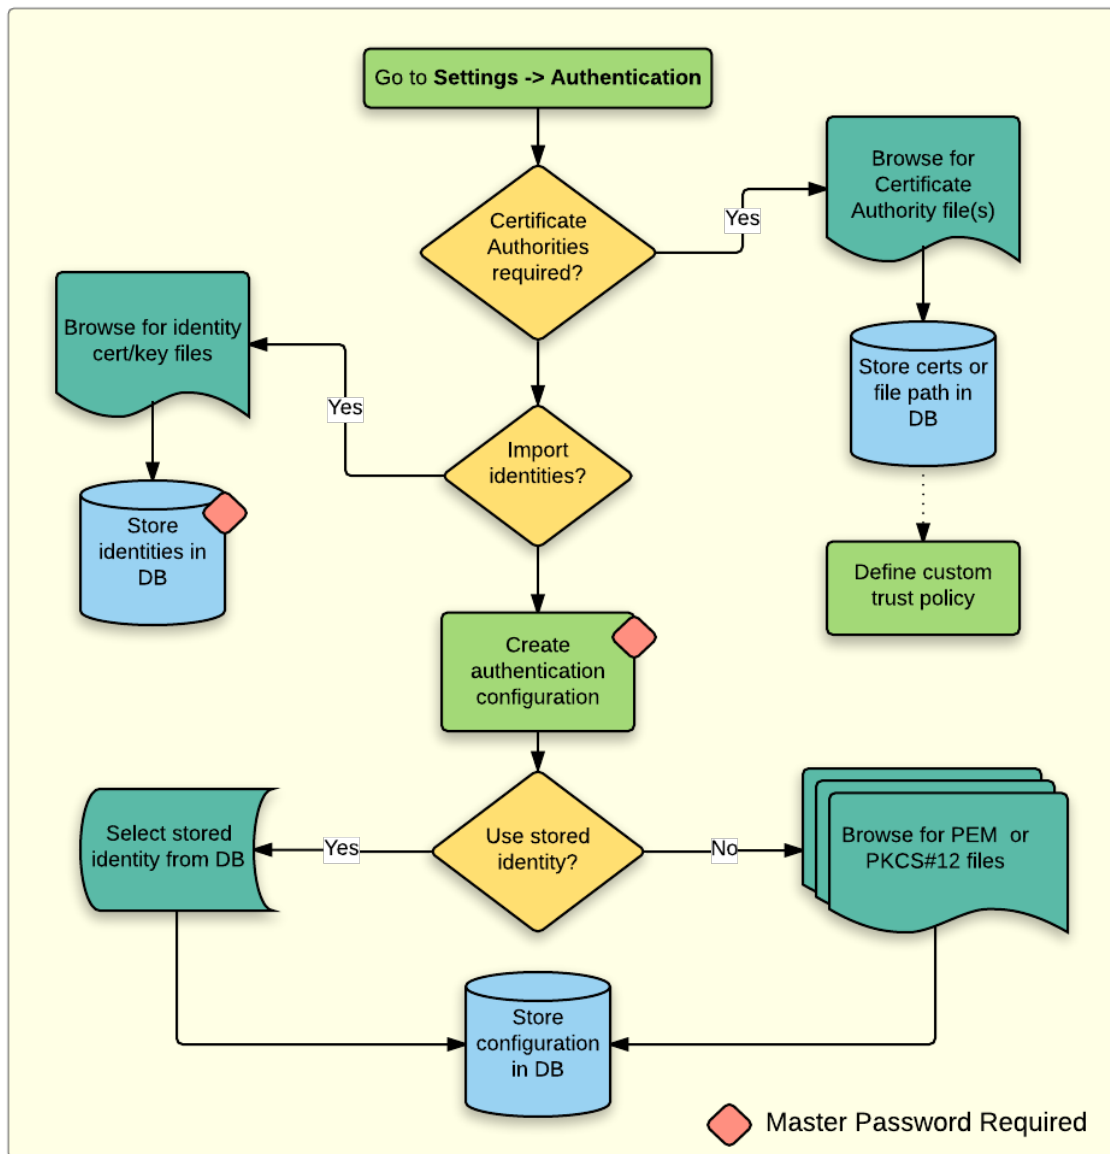 Go to Settings -> Authentication
Certificate
Authorities
required?
Yes
Browse for
Certificate
Authority file(s)
Store certs or
file path in
DB
Define custom
trust policy
Import
identities?
Yes
Browse for identity
cert/key files
Store
identities in
DB
Create
authentication
configuration
Use stored
identity?
Yes
Select stored
identity from DB
No
Browse for PEM  or
PKCS#12 files
Store
configuration
in DB
Master Password Required